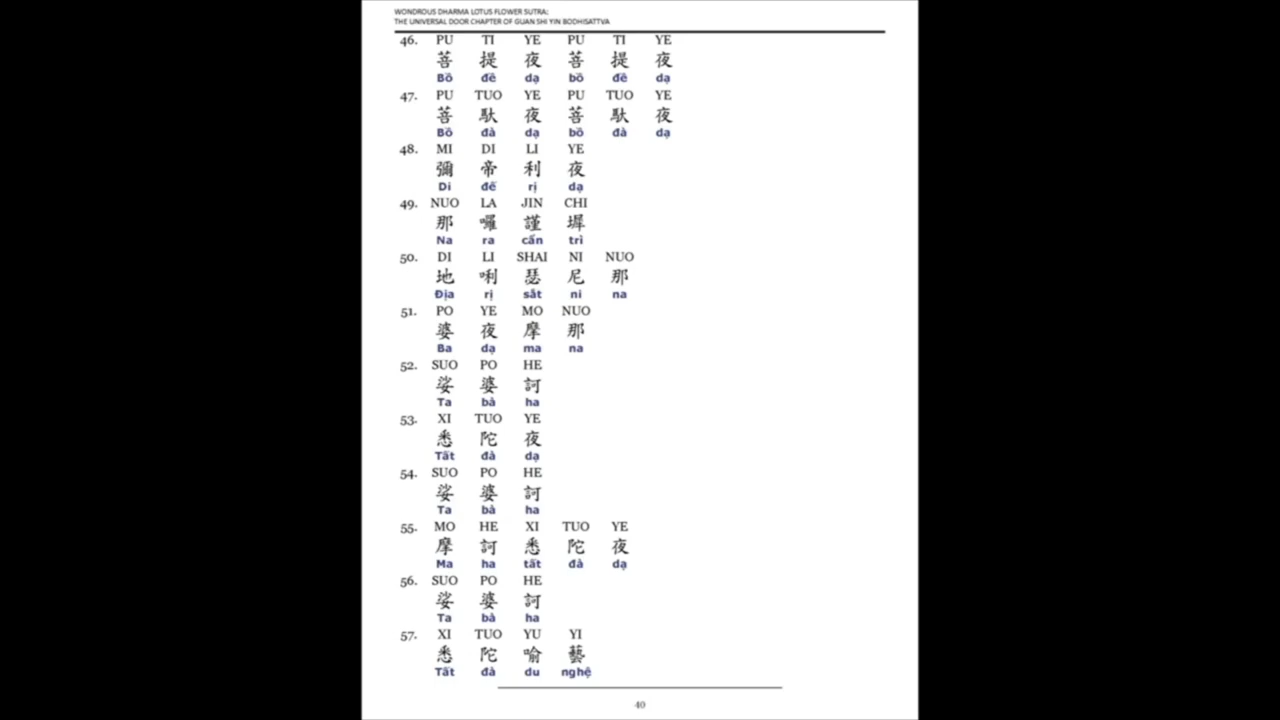 WONDROUS DHARMA LOTUS FLOWER SUTRA:
THE UNIVERSAL DOOR CHAPTER OF GUAN SHI YIN BODHISATTVA
46. PU TI YE PU TI YE
菩 提 夜 菩 提 夜
Bồ đề dạ bồ đề dạ
47. PU TUO YE PU TUO YE
菩 馱 夜 菩 馱 夜
Bồ đà dạ bồ đà dạ
48. MI DI LI YE
彌 帝 利 夜
Di đế rị dạ
49. NUO LA JIN CHI
那 囉 謹 墀
Na ra cẩn trì
50. DI LI SHAI NI NUO
地 唎 瑟 尼 那
Địa rị sắt ni na
51. PO YE MO NUO
婆 夜 摩 那
Ba dạ ma na
52. SUO PO HE
娑 婆 訶
Ta bà ha
53. XI TUO YE
悉 陀 夜
Tất đà dạ
54. SUO PO HE
娑 婆 訶
Ta bà ha
55. MO HE XI TUO YE
摩 訶 悉 陀 夜
Ma ha tất đà dạ
56. SUO PO HE
娑 婆 訶
Ta bà ha
57. XI TUO YU YI
悉 陀 喻 藝
Tất đà du nghệ
40